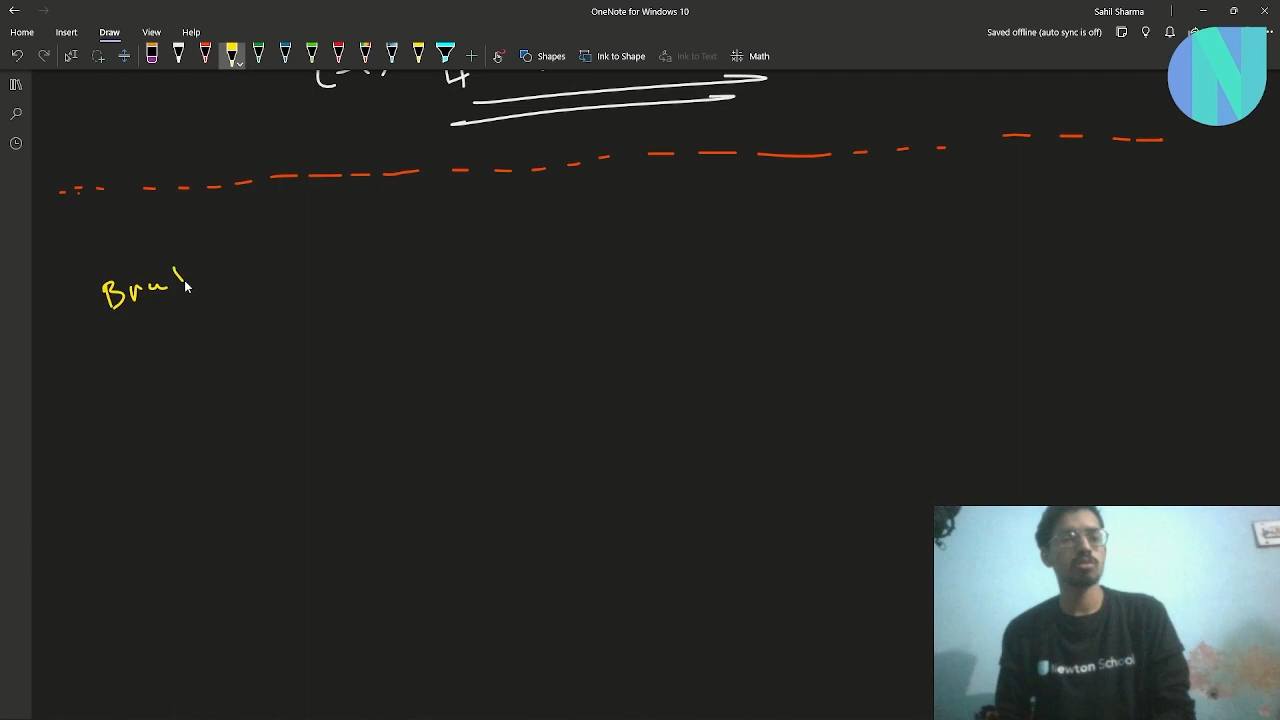 OneNote for Windows 10
Sahil Sharma
Home Insert Draw View Help
Saved offline (auto sync is off)
Shapes Ink to Shape Ink to Text Math
4
Bru
Newton School